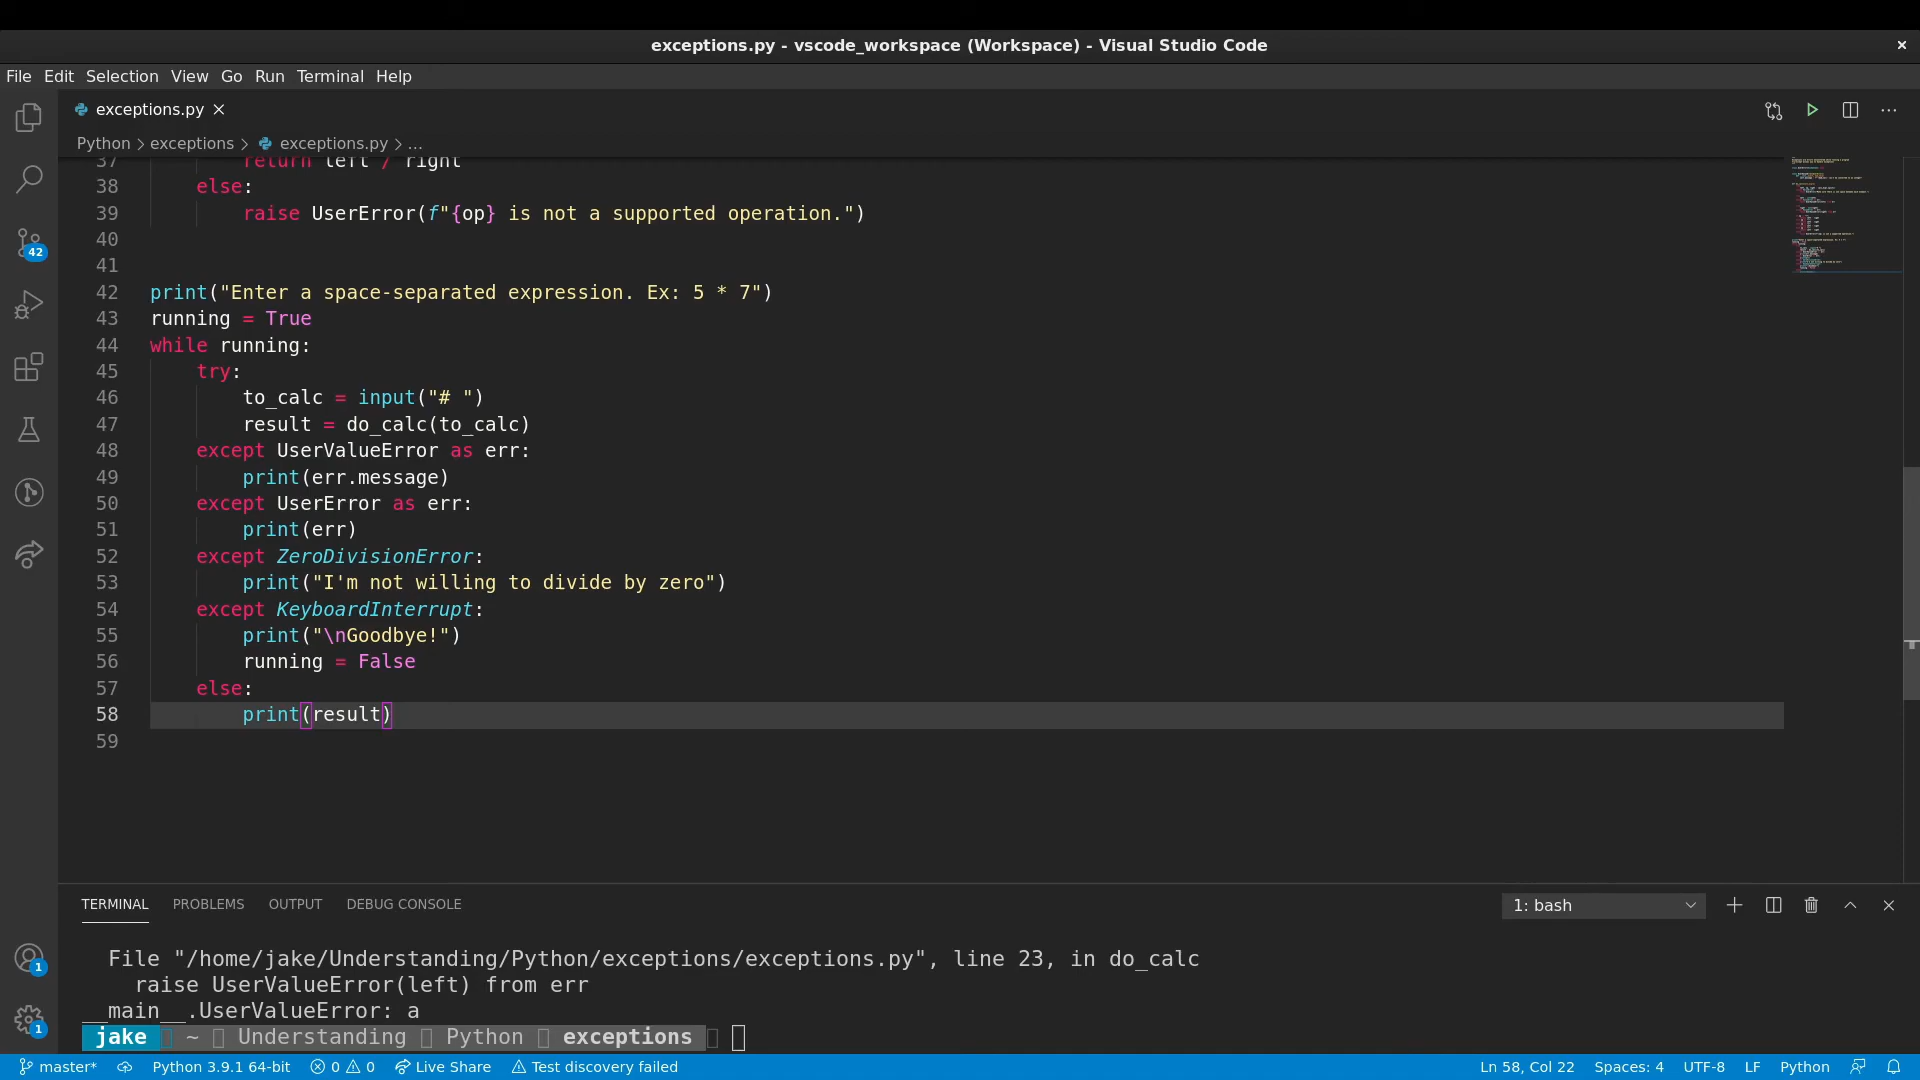 exceptions.py - vscode_workspace (Workspace) - Visual Studio Code
File Edit Selection View Go Run Terminal Help
exceptions.py
Python > exceptions > exceptions.py > ...
37 return left / right
38 else:
39 raise UserError(f"{op} is not a supported operation.")
40
41
42 print("Enter a space-separated expression. Ex: 5 * 7")
43 running = True
44 while running:
45 try:
46 to_calc = input("# ")
47 result = do_calc(to_calc)
48 except UserValueError as err:
49 print(err.message)
50 except UserError as err:
51 print(err)
52 except ZeroDivisionError:
53 print("I'm not willing to divide by zero")
54 except KeyboardInterrupt:
55 print("\nGoodbye!")
56 running = False
57 else:
58 print(result)
59
42
TERMINAL PROBLEMS OUTPUT DEBUG CONSOLE 1: bash
File "/home/jake/Understanding/Python/exceptions/exceptions.py", line 23, in do_calc
raise UserValueError(left) from err
__main__.UserValueError: a
jake ~ Understanding Python exceptions
1
1
master* Python 3.9.1 64-bit 0 0 Live Share Test discovery failed Ln 58, Col 22 Spaces: 4 UTF-8 LF Python